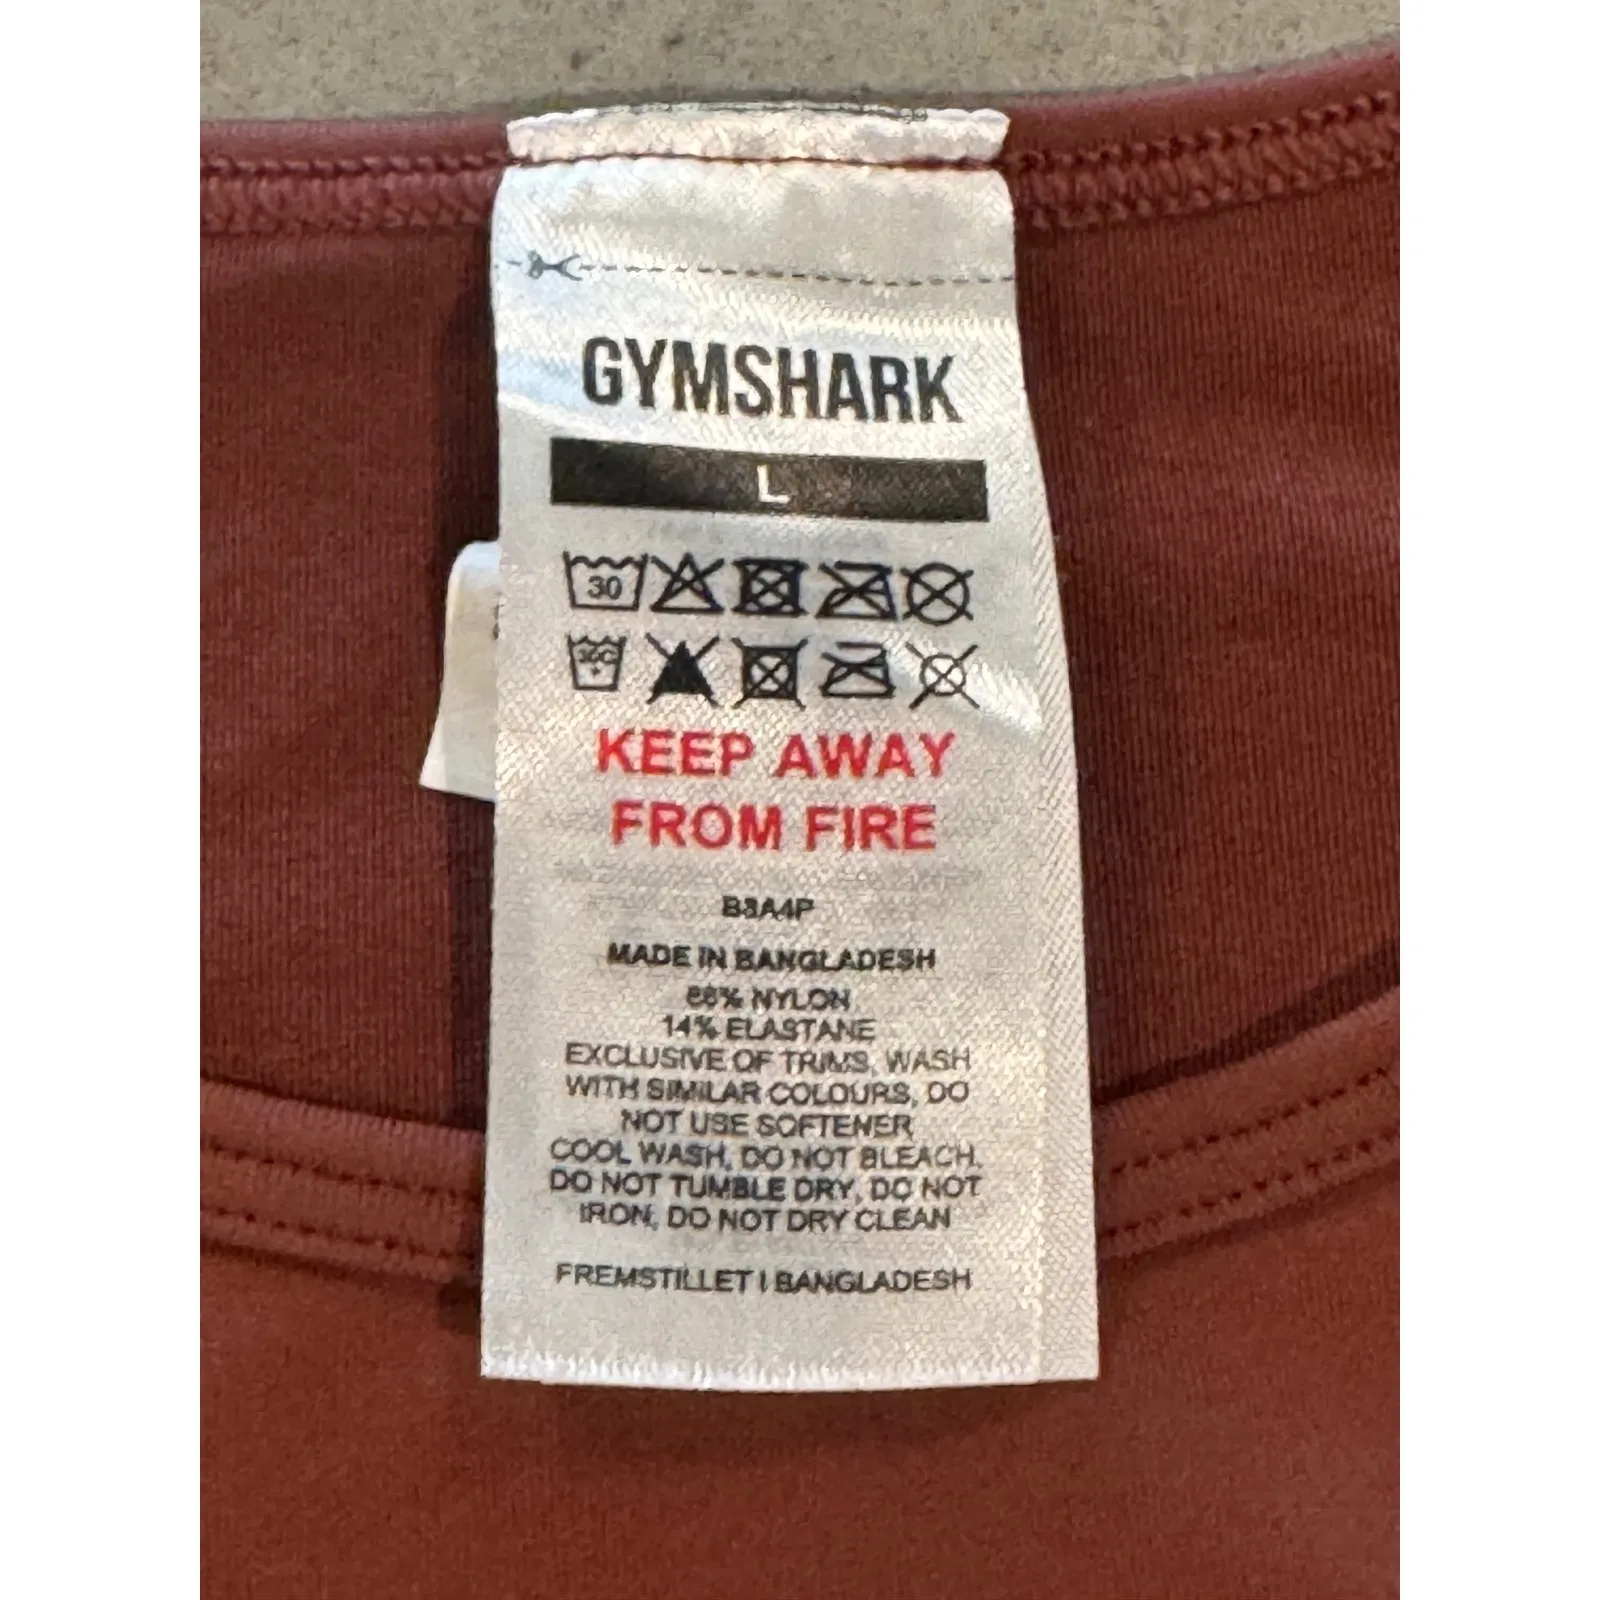 GYMSHARK
L
30
30C
KEEP AWAY
FROM FIRE
B3A4P
MADE IN BANGLADESH
86% NYLON
14% ELASTANE
EXCLUSIVE OF TRIMS, WASH
WITH SIMILAR COLOURS, DO
NOT USE SOFTENER
COOL WASH, DO NOT BLEACH.
DO NOT TUMBLE DRY, DO NOT
IRON, DO NOT DRY CLEAN
FREMSTILLET I BANGLADESH